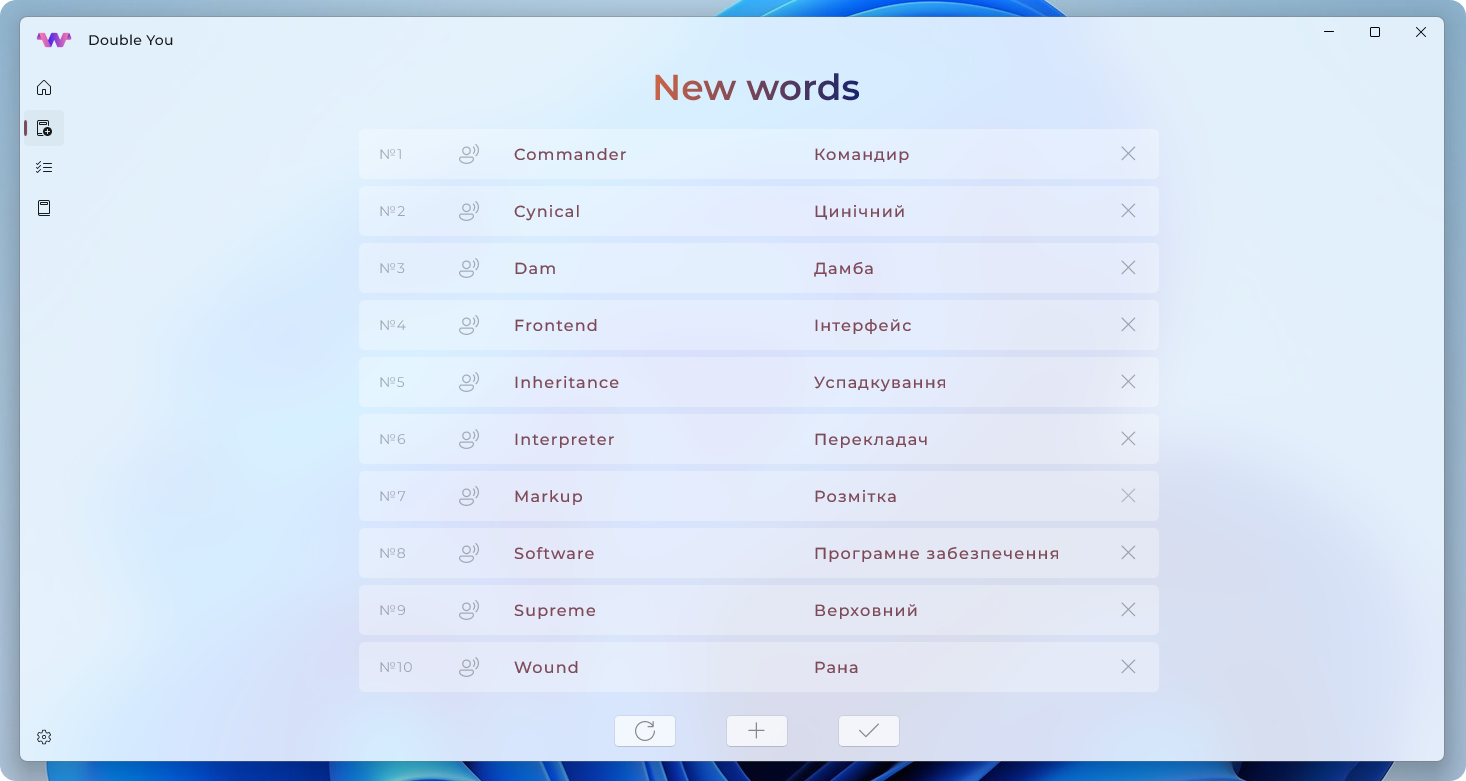 Double You
New words
№1 Commander Командир
№2 Cynical Цинічний
№3 Dam Дамба
№4 Frontend Інтерфейс
№5 Inheritance Успадкування
№6 Interpreter Перекладач
№7 Markup Розмітка
№8 Software Програмне забезпечення
№9 Supreme Верховний
№10 Wound Рана